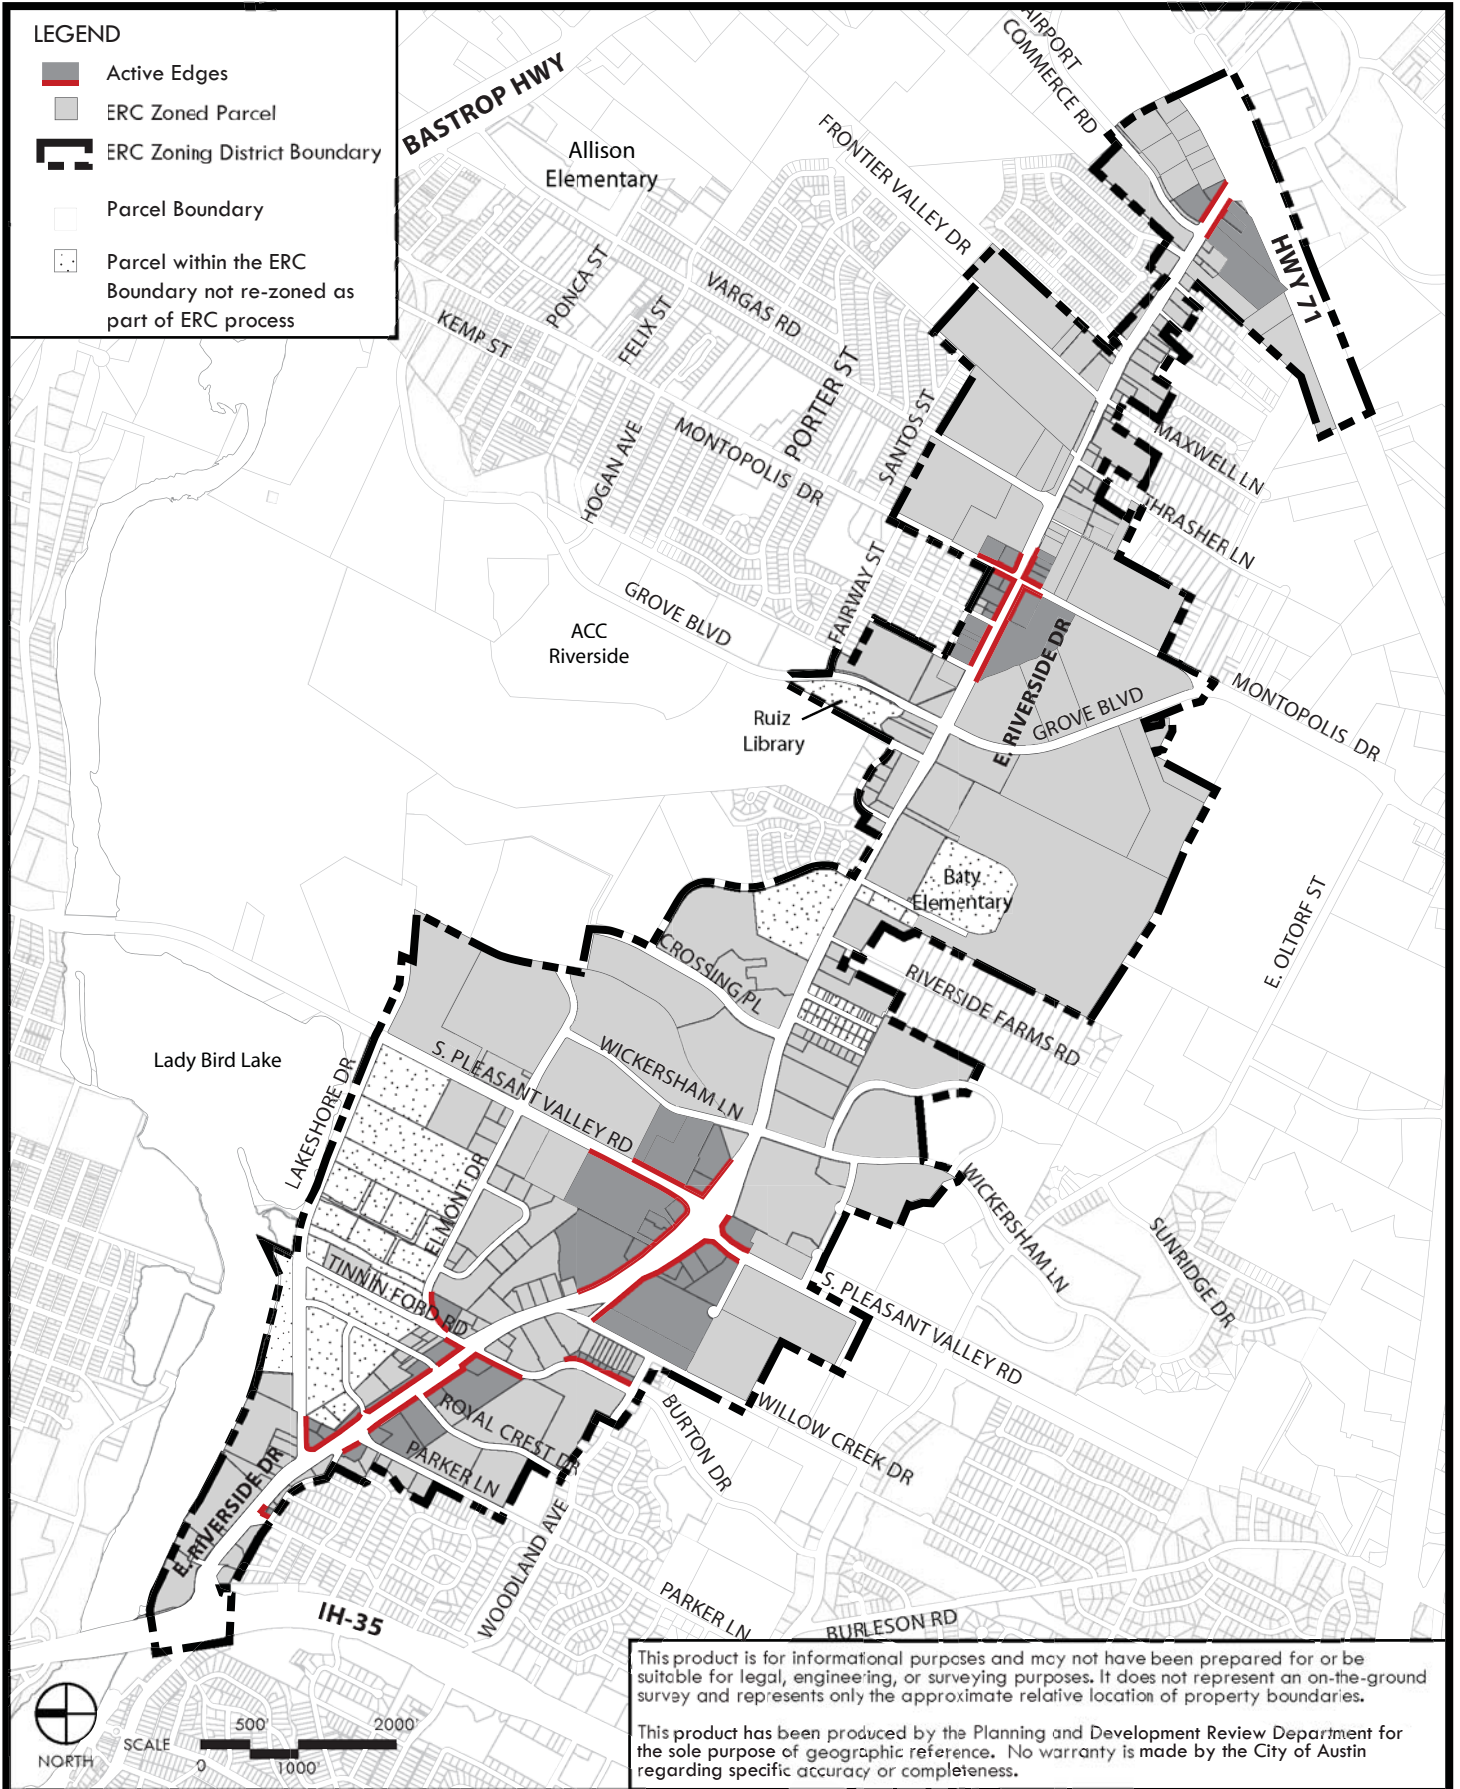 LEGEND
Active Edges
ERC Zoned Parcel
ERC Zoning District Boundary
Parcel Boundary
Parcel within the ERC
Boundary not re-zoned as
part of ERC process
BASTROP HWY
AIRPORT
COMMERCE RD
Allison
Elementary
FRONTIER VALLEY DR
HWY 71
PONCA ST
VARGAS RD
KEMP ST
FELIX ST
PORTER ST
SANTOS ST
HOGAN AVE
MONTOPOLIS DR
MAXWELL LN
THRASHER LN
FAIRWAY ST
GROVE BLVD
ACC
Riverside
E. RIVERSIDE DR
GROVE BLVD
MONTOPOLIS DR
Ruiz
Library
Baty
Elementary
E. OLTORF ST
CROSSING PL
RIVERSIDE FARMS RD
Lady Bird Lake
LAKESHORE DR
S. PLEASANT VALLEY RD
WICKERSHAM LN
ELMONT DR
WICKERSHAM LN
SUNRIDGE DR
TINNIN FORD RD
S. PLEASANT VALLEY RD
ROYAL CREST DR
BURTON DR
WILLOW CREEK DR
PARKER LN
E. RIVERSIDE DR
WOODLAND AVE
IH-35
PARKER LN
BURLESON RD
NORTH
SCALE
500'
2000'
0
1000'
This product is for informational purposes and may not have been prepared for or be
suitable for legal, engineering, or surveying purposes. It does not represent an on-the-ground
survey and represents only the approximate relative location of property boundaries.
This product has been produced by the Planning and Development Review Department for
the sole purpose of geographic reference. No warranty is made by the City of Austin
regarding specific accuracy or completeness.